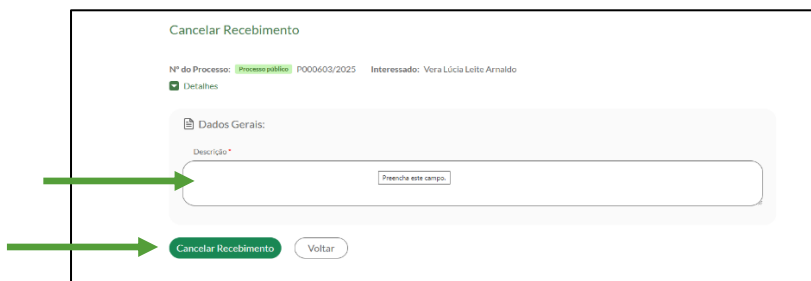 Cancelar Recebimento
Nº do Processo: Processo público P000603/2025 Interessado: Vera Lúcia Leite Arnaldo
Detalhes
Dados Gerais:
Descrição *
Preencha este campo.
Cancelar Recebimento Voltar